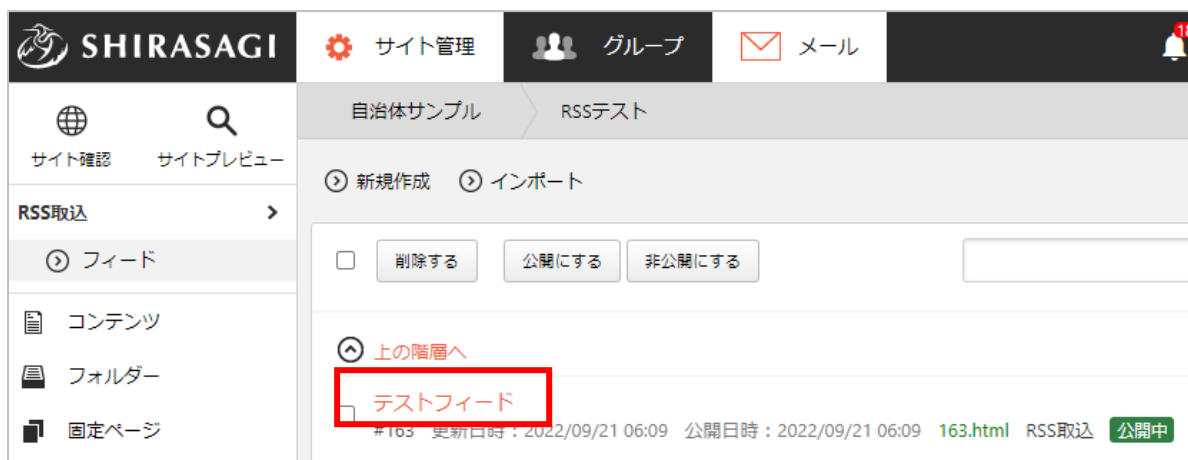 SHIRASAGI
サイト管理
グループ
メール
18
サイト確認
サイトプレビュー
自治体サンプル
RSSテスト
RSS取込
フィード
コンテンツ
フォルダー
固定ページ
新規作成
インポート
削除する
公開にする
非公開にする
上の階層へ
テストフィード
#163 更新日時：2022/09/21 06:09 公開日時：2022/09/21 06:09 163.html RSS取込 公開中